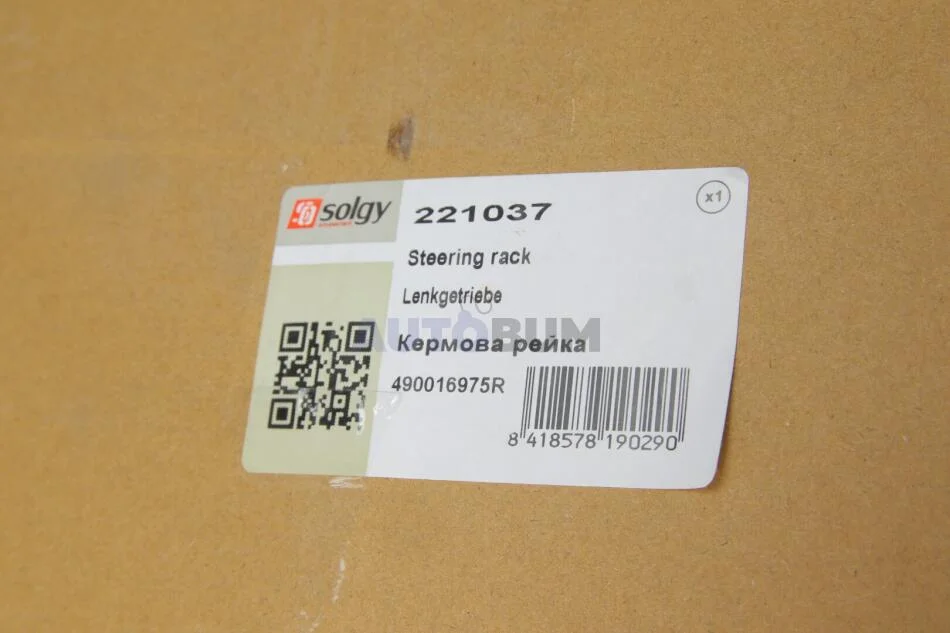 solgy
221037
x1
Steering rack
Lenkgetriebe
AUTOBUM
Кермова рейка
490016975R
8 418578 190290